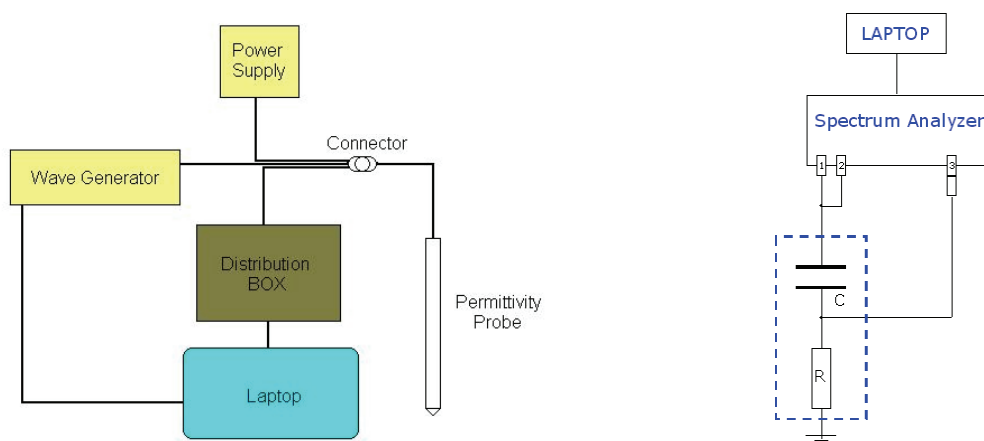 Power
Supply
Connector
Wave Generator
Distribution
BOX
Permittivity
Probe
Laptop
LAPTOP
Spectrum Analyzer
1
2
3
C
R